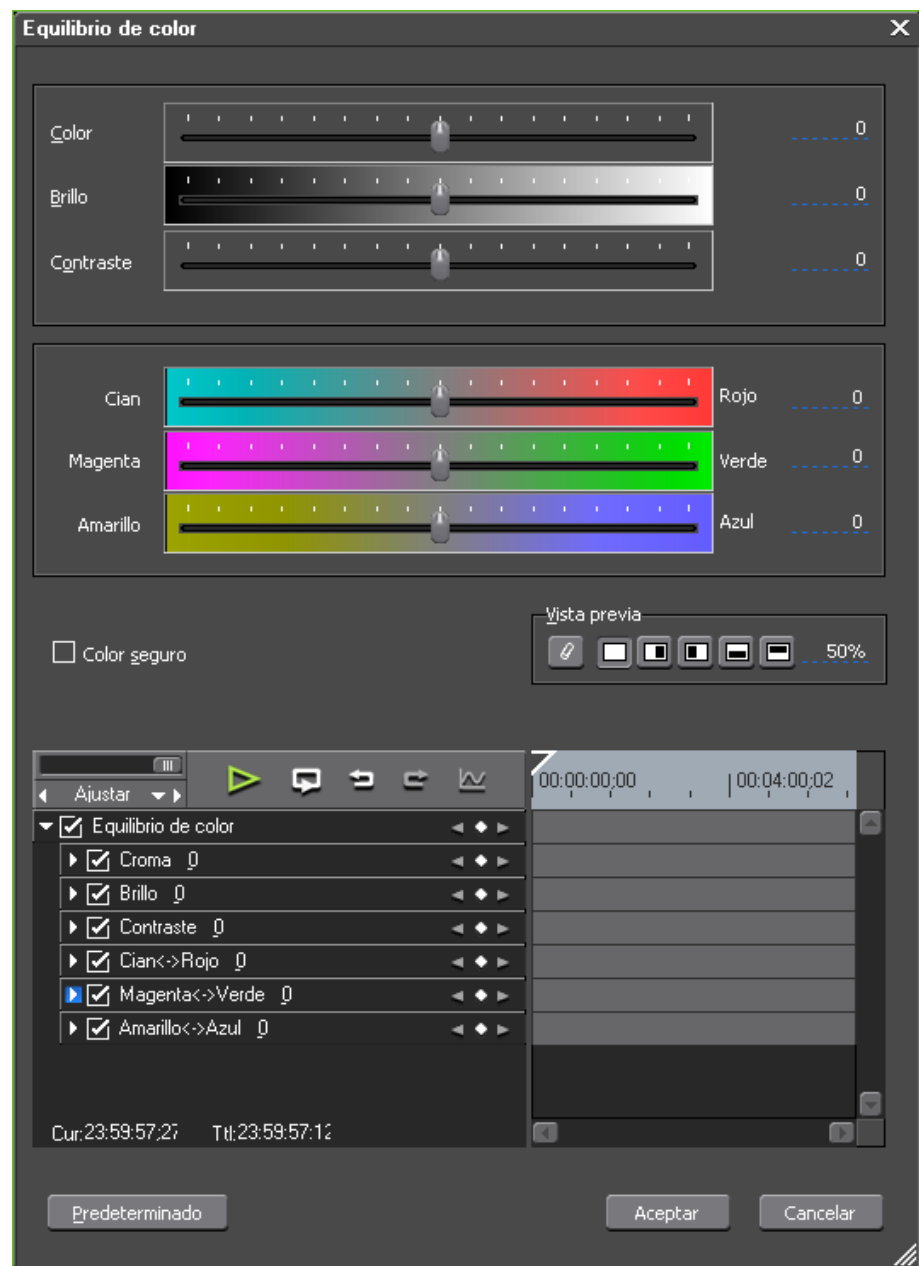 Equilibrio de color
Color 0
Brillo 0
Contraste 0
Cian Rojo 0
Magenta Verde 0
Amarillo Azul 0
Vista previa
Color seguro 50%
Ajustar 00:00:00;00 00:04:00;02
Equilibrio de color
Croma 0
Brillo 0
Contraste 0
Cian<->Rojo 0
Magenta<->Verde 0
Amarillo<->Azul 0
Cur:23:59:57;27 Ttl:23:59:57:12
Predeterminado Aceptar Cancelar